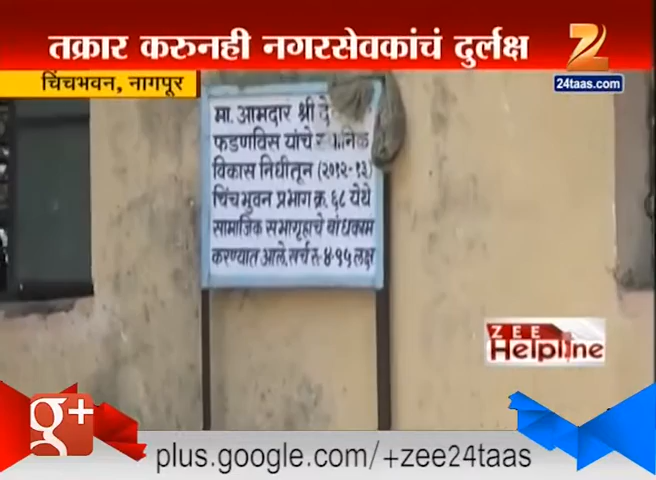 तक्रार करुनही नगरसेवकांचं दुर्लक्ष
24taas.com
चिंचभवन, नागपूर
मा. आमदार श्री दे
फडणविस यांचे
विकास निधीतून (२०१२-१३)
चिंचभुवन प्रभाग क्र. ६८ येथे
सामाजिक सभागृहाचे बांधकाम
करण्यात आले. खर्च रु. ४.९५ लक्ष
ZEE
Helpline
g+
plus.google.com/+zee24taas